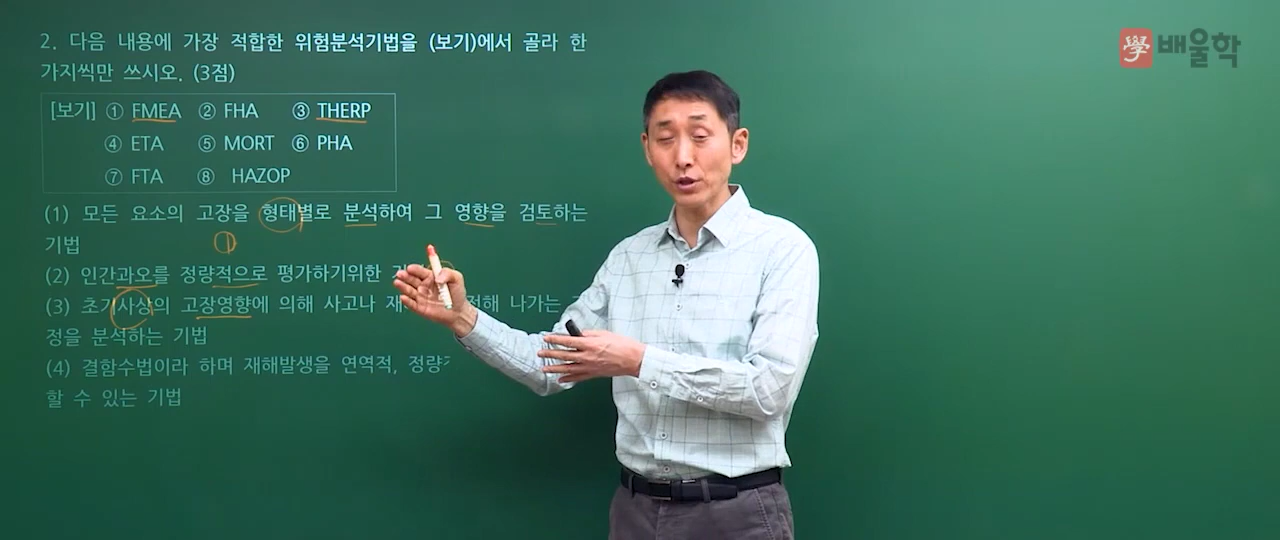 學 배울학
2. 다음 내용에 가장 적합한 위험분석기법을 (보기)에서 골라 한
가지씩만 쓰시오. (3점)
[보기] ① FMEA ② FHA ③ THERP
④ ETA ⑤ MORT ⑥ PHA
⑦ FTA ⑧ HAZOP
(1) 모든 요소의 고장을 형태별로 분석하여 그 영향을 검토하는
기법
①
(2) 인간과오를 정량적으로 평가하기위한
(3) 초기사상의 고장영향에 의해 사고나 나가는
정을 분석하는 기법
(4) 결함수법이라 하며 재해발생을 연역적,
할 수 있는 기법